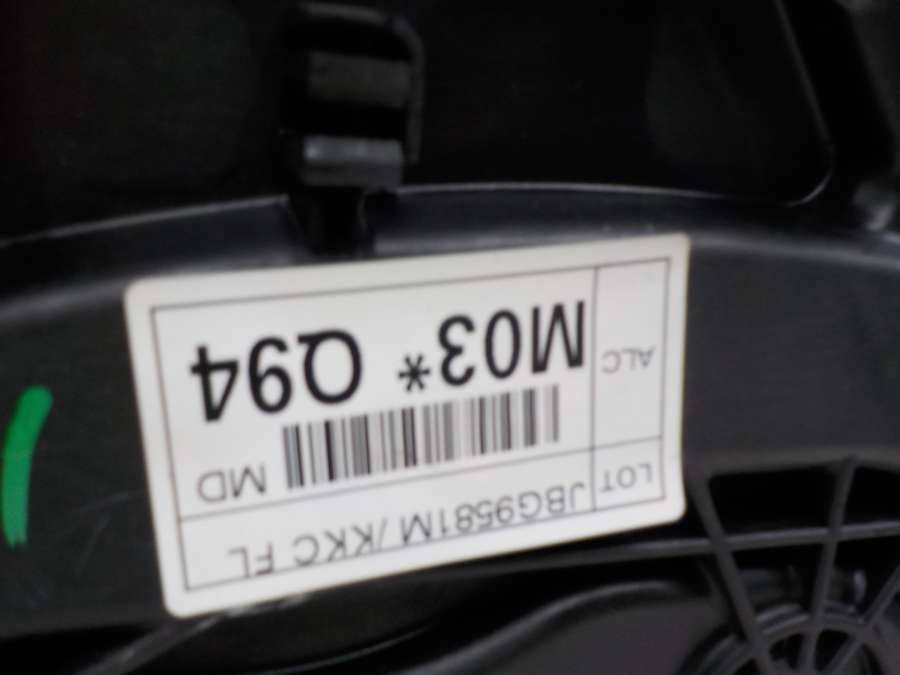 LOT JBG9581M /KKC FL
MD
ALC M03* Q94